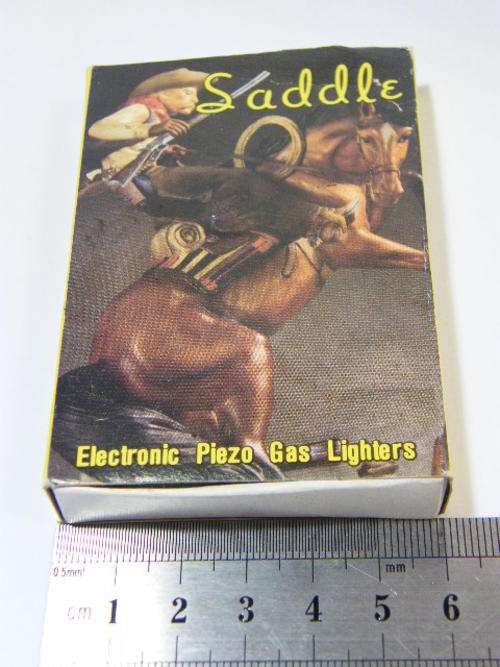 Saddle
Electronic Piezo Gas Lighters
0.5mm
mm
cm 1 2 3 4 5 6